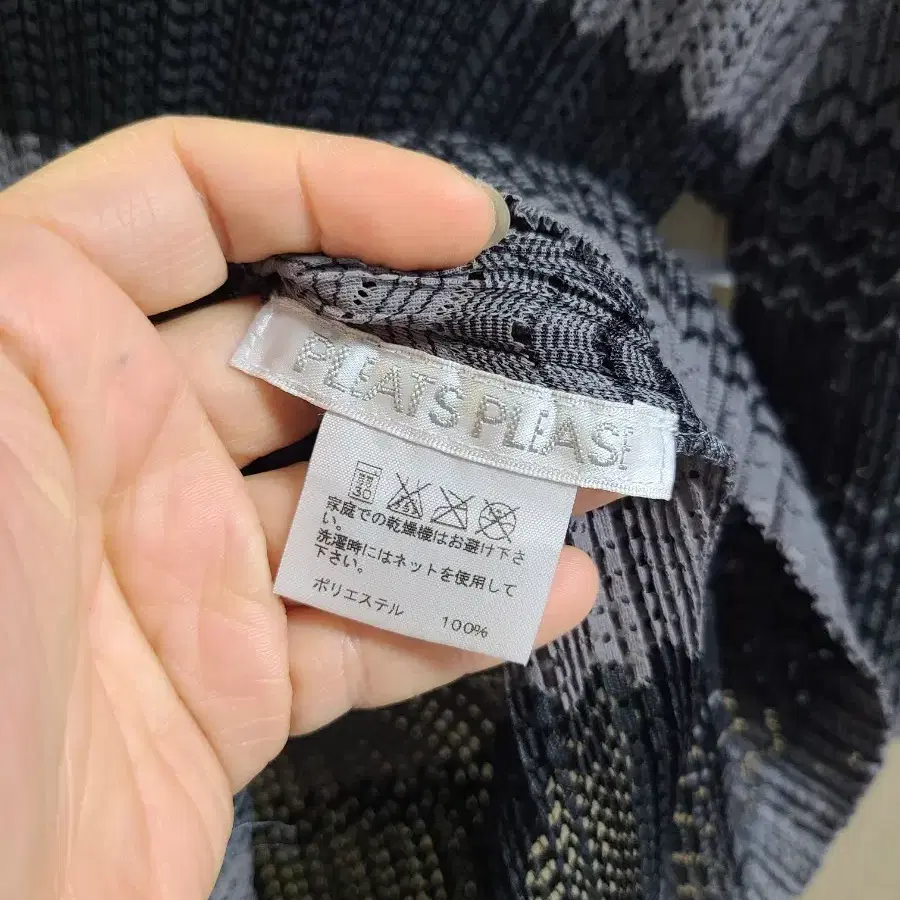 PLEATS PLEASE
30
家庭での乾燥機はお避け下さ
い。
洗濯時にはネットを使用して
下さい。
ポリエステル 100%